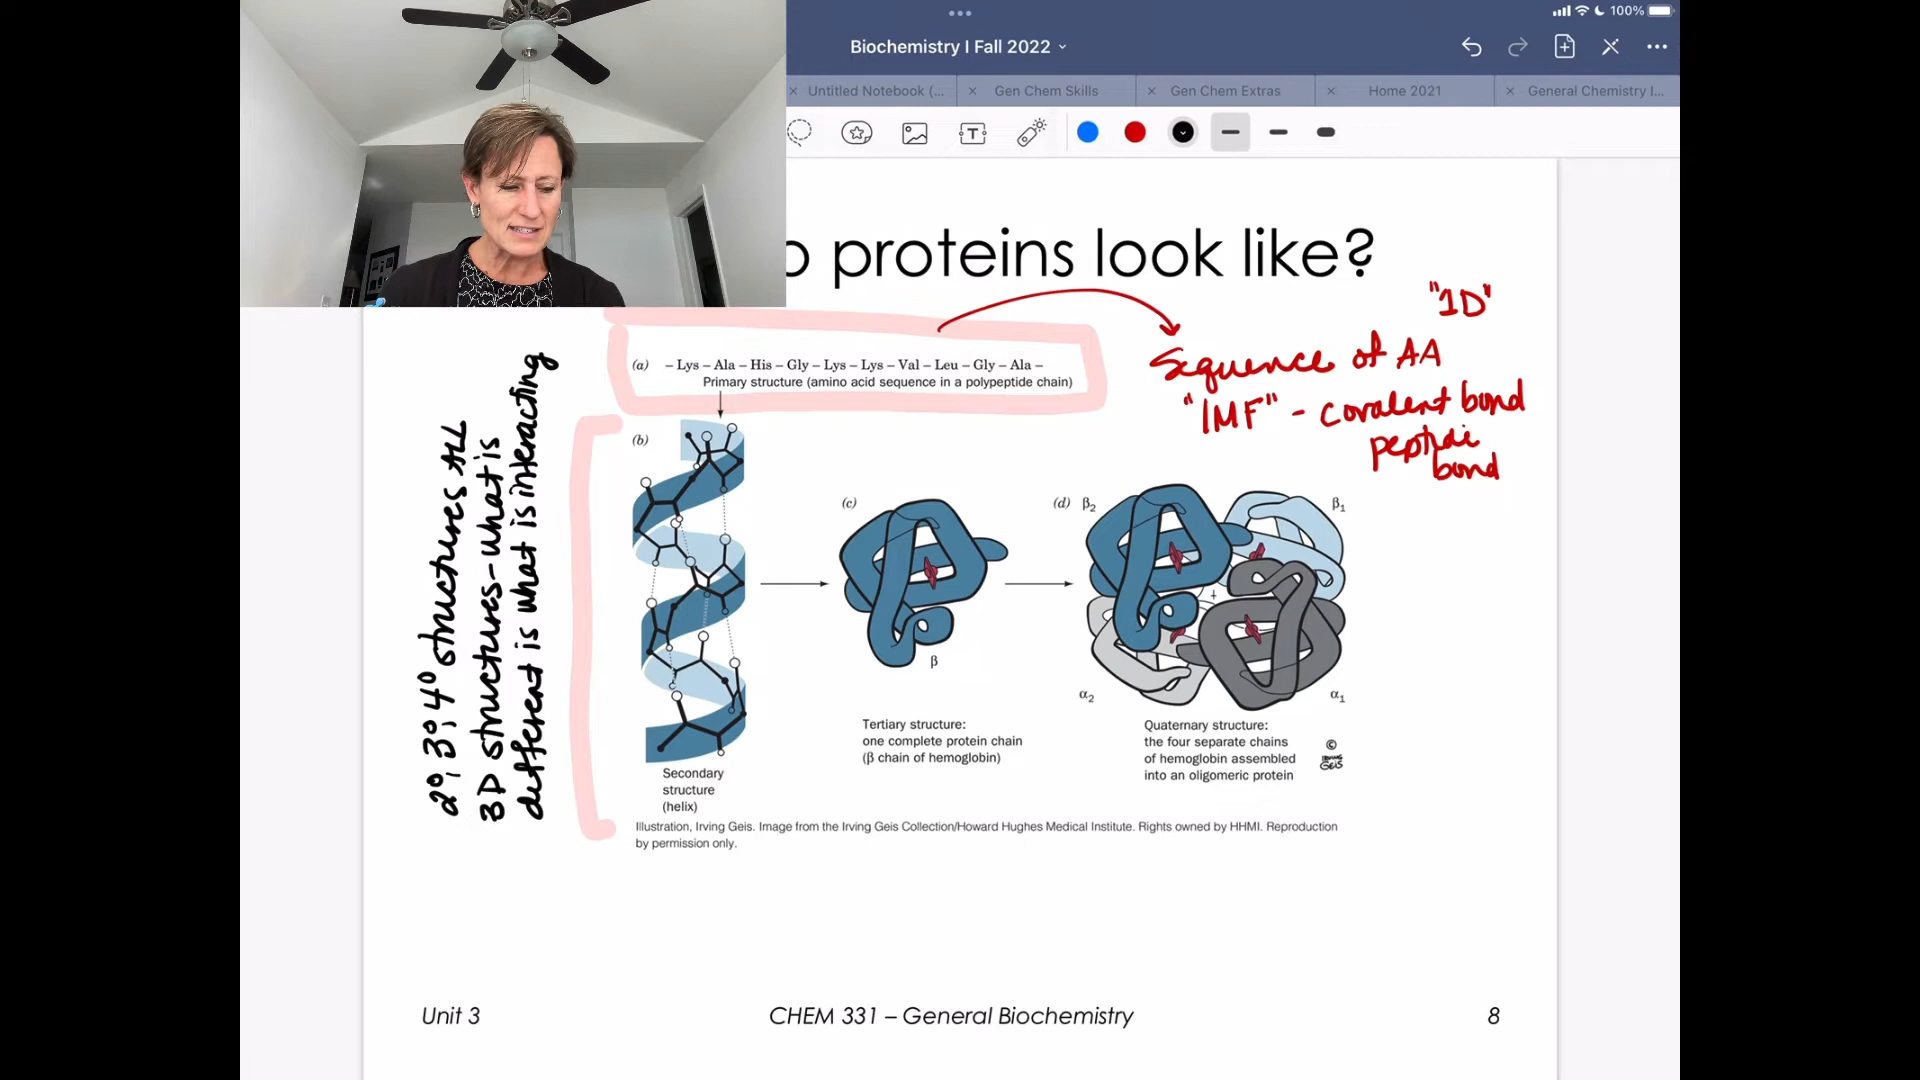 100%
Biochemistry I Fall 2022
Untitled Notebook (...
Gen Chem Skills
Gen Chem Extras
Home 2021
General Chemistry I...
T
o proteins look like?
"1D"
Sequence of AA
"IMF" - covalent bond
peptide
bond
(a) – Lys – Ala – His – Gly – Lys – Lys – Val – Leu – Gly – Ala –
Primary structure (amino acid sequence in a polypeptide chain)
2°, 3°, 4° structures ALL
3D structures - what is
different is what is interacting
(b)
Secondary
structure
(helix)
(c)
β
Tertiary structure:
one complete protein chain
(β chain of hemoglobin)
(d) β2
β1
α2
α1
Quaternary structure:
the four separate chains
of hemoglobin assembled
into an oligomeric protein
©
IRVING
GEIS
Illustration, Irving Geis. Image from the Irving Geis Collection/Howard Hughes Medical Institute. Rights owned by HHMI. Reproduction
by permission only.
Unit 3
CHEM 331 – General Biochemistry
8